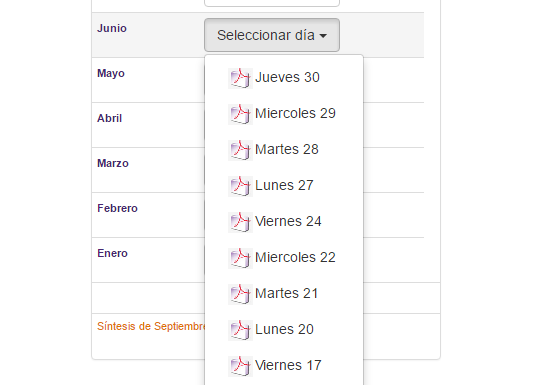 Junio
Seleccionar día
Jueves 30
Mayo
Miercoles 29
Abril
Martes 28
Marzo
Lunes 27
Febrero
Viernes 24
Enero
Miercoles 22
Martes 21
Síntesis de Septiembre
Lunes 20
Viernes 17